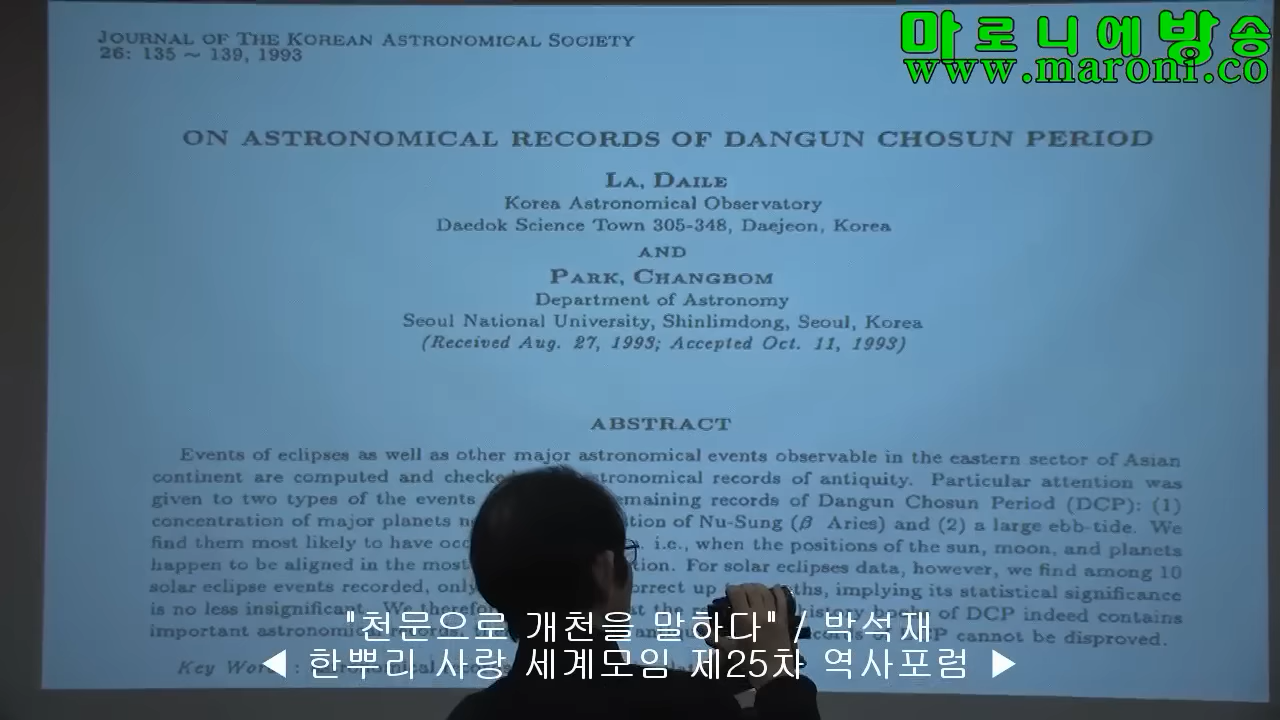 JOURNAL OF THE KOREAN ASTRONOMICAL SOCIETY
26: 135 ~ 139, 1993
마로니에방송
www.maroni.co
ON ASTRONOMICAL RECORDS OF DANGUN CHOSUN PERIOD
LA, DAILE
Korea Astronomical Observatory
Daedok Science Town 305-348, Daejeon, Korea
AND
PARK, CHANGBOM
Department of Astronomy
Seoul National University, Shinlimdong, Seoul, Korea
(Received Aug. 27, 1993; Accepted Oct. 11, 1993)
ABSTRACT
Events of eclipses as well as other major astronomical events observable in the eastern sector of Asian
continent are computed and checked astronomical records of antiquity. Particular attention was
given to two types of the events remaining records of Dangun Chosun Period (DCP): (1)
concentration of major planets of Nu-Sung (β Aries) and (2) a large ebb-tide. We
find them most likely to have i.e., when the positions of the sun, moon, and planets
happen to be aligned in the most For solar eclipses data, however, we find among 10
solar eclipse events recorded, only correct up implying its statistical significance
is no less insignificant. We the of DCP indeed contains
important cannot be disproved.
Key
"천문으로 개천을 말하다" / 박석재
◀ 한뿌리 사랑 세계모임 제25차 역사포럼 ▶